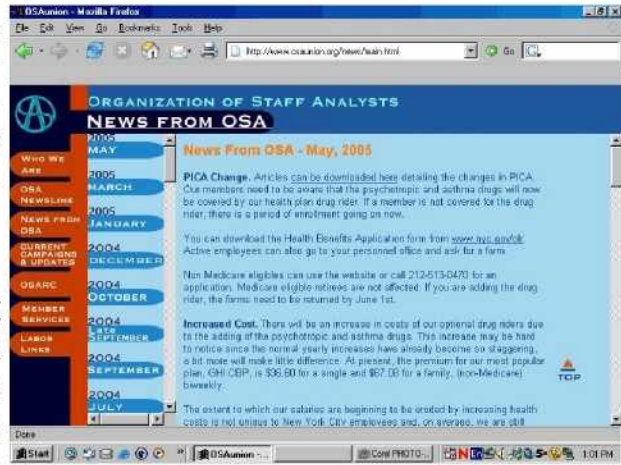 OSAunion - Mozilla Firefox
File Edit View Go Bookmarks Tools Help
http://www.osaunion.org/news/main.html
Go
ORGANIZATION OF STAFF ANALYSTS
NEWS FROM OSA
WHO WE
ARE
OSA
NEWSLINE
NEWS FROM
OSA
CURRENT
CAMPAIGNS
& UPDATES
OSARC
MEMBER
SERVICES
LABOR
LINKS
2005
MAY
2005
MARCH
2005
JANUARY
2004
DECEMBER
2004
OCTOBER
2004
LATE
SEPTEMBER
2004
SEPTEMBER
2004
JULY
News From OSA - May, 2005
PICA Change. Articles can be downloaded here detailing the changes in PICA.
Our members need to be aware that the psychotropic and asthma drugs will now
be covered by our health plan drug rider. If a member is not covered for the drug
rider, there is a period of enrollment going on now.
You can download the Health Benefits Application form from www.nyc.gov/olr
Active employees can also go to your personnel office and ask for a form.
Non Medicare eligibles can use the website or call 212-513-0470 for an
application. Medicare eligible retirees are not affected. If you are adding the drug
rider, the forms need to be returned by June 1st.
Increased Cost. There will be an increase in costs of our optional drug riders due
to the adding of the psychotropic and asthma drugs. This increase may be hard
to notice since the normal yearly increases have already become so staggering,
a bit more will make little difference. At present, the premium for our most popular
plan, GHI CBP, is for a single and for a family, (non-Medicare)
biweekly.
The extent to which our salaries are beginning to be eroded by increasing health
costs is not unique to New York City employees and, on average, we are still
TOP
Done
Start
OSAunion - ...
Corel PHOTO-...
1:01 PM